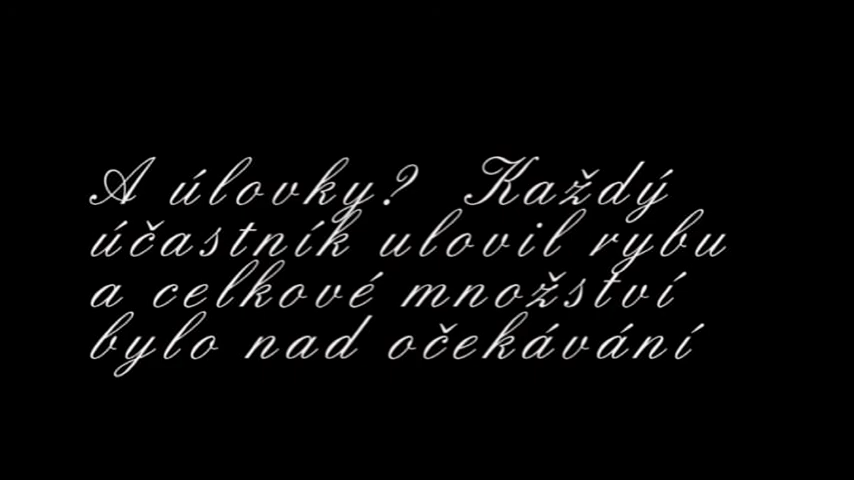 A úlovky? Každý
účastník ulovil rybu
a celkové množství
bylo nad očekávání